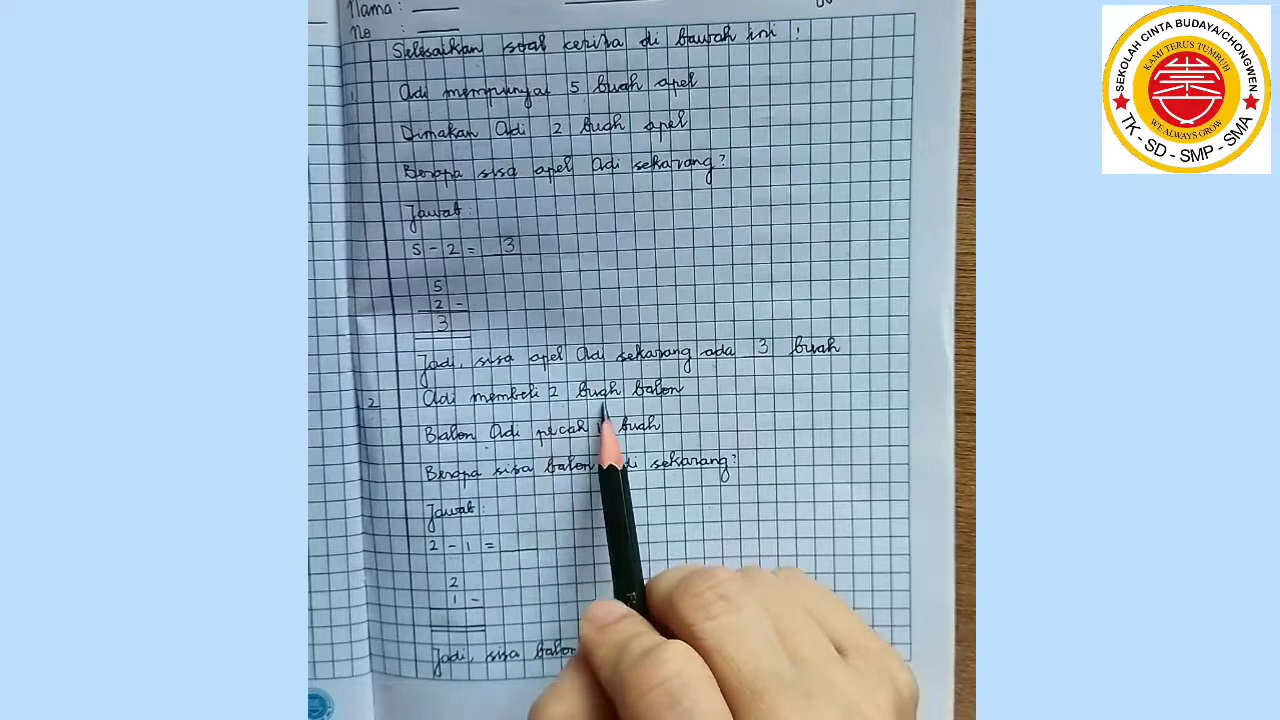 Nama :
No :
Selesaikan soal cerita di bawah ini !
1 Adi mempunyai 5 buah apel
Dimakan Adi 2 buah apel
Berapa sisa apel Adi sekarang?
Jawab :
5 - 2 = 3
5
2 -
3
Jadi, sisa apel Adi sekarang ada 3 buah
2 Adi membeli 2 buah balon
Balon Adi pecah 1 buah
Berapa sisa balon Adi sekarang?
Jawab :
2 - 1 =
2
1 -
Jadi, sisa balon
SEKOLAH CINTA BUDAYA/CHONGWEN
KAMI TERUS TUMBUH
WE ALWAYS GROW
TK - SD - SMP - SMA